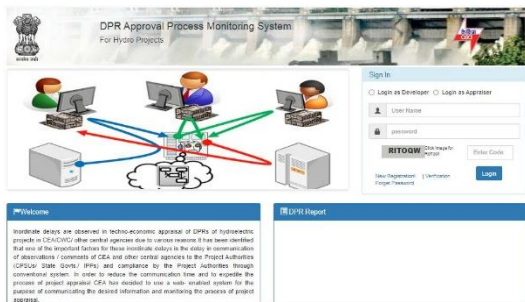 DPR Approval Process Monitoring System
For Hydro Projects
Sign In
Login as Developer Login as Appraiser
User Name
password
RITOQW Click Image for Refresh Enter Code
New Registration! | Verification Login
Forget Password
Welcome
Inordinate delays are observed in techno-economic appraisal of DPRs of hydroelectric
projects in CEA/CWC/ other central agencies due to various reasons It has been identified
that one of the important factors for these inordinate delays is the delay in communication
of observations / comments of CEA and other central agencies to the Project Authorities
(CPSUs/ State Govts./ IPPs) and compliance by the Project Authorities through
conventional system. In order to reduce the communication time and to expedite the
process of project appraisal CEA has decided to use a web- enabled system for the
purpose of communicating the desired information and monitoring the process of project
appraisal.
DPR Report